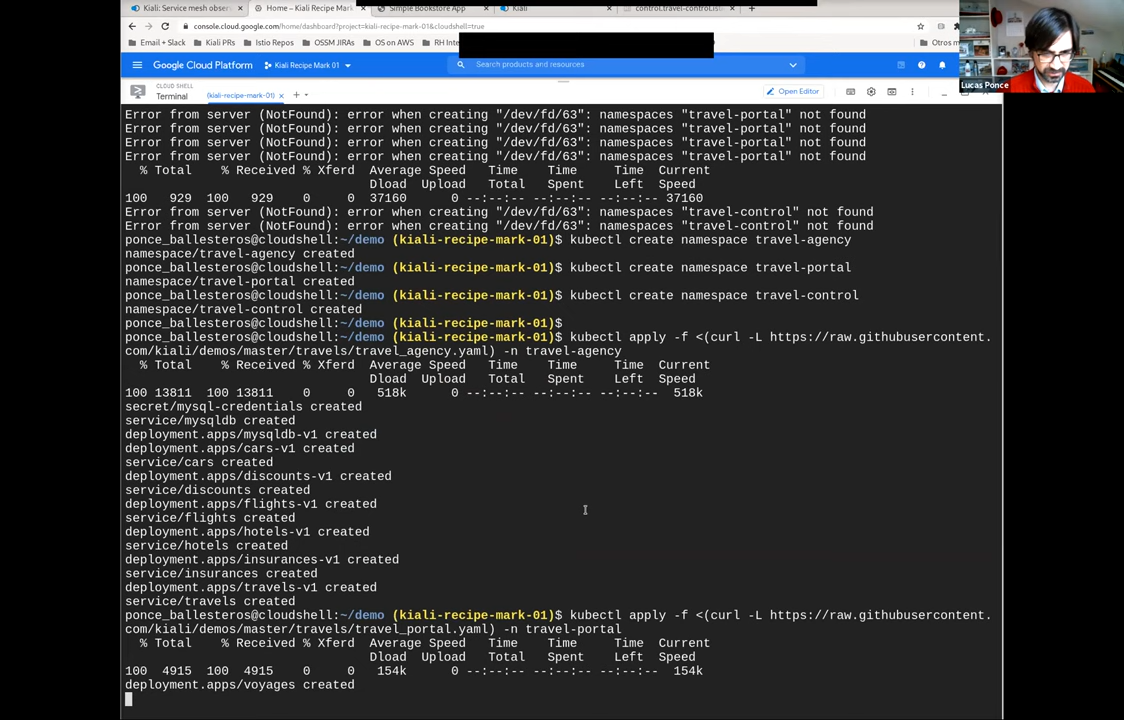 Kiali: Service mesh obser
Home – Kiali Recipe Mark
Simple Bookstore App
Kiali
control.travel-control.ist
console.cloud.google.com/home/dashboard?project=kiali-recipe-mark-01&cloudshell=true
Email + Slack
Kiali PRs
Istio Repos
OSSM JIRAs
OS on AWS
RH Inter
Otros m
Google Cloud Platform
Kiali Recipe Mark 01
Search products and resources
CLOUD SHELL
Terminal
(kiali-recipe-mark-01)
Open Editor
Lucas Ponce
Error from server (NotFound): error when creating "/dev/fd/63": namespaces "travel-portal" not found
Error from server (NotFound): error when creating "/dev/fd/63": namespaces "travel-portal" not found
Error from server (NotFound): error when creating "/dev/fd/63": namespaces "travel-portal" not found
Error from server (NotFound): error when creating "/dev/fd/63": namespaces "travel-portal" not found
% Total % Received % Xferd Average Speed Time Time Time Current
Dload Upload Total Spent Left Speed
100 929 100 929 0 0 37160 0 --:--:-- --:--:-- --:--:-- 37160
Error from server (NotFound): error when creating "/dev/fd/63": namespaces "travel-control" not found
Error from server (NotFound): error when creating "/dev/fd/63": namespaces "travel-control" not found
ponce_ballesteros@cloudshell:~/demo (kiali-recipe-mark-01)$ kubectl create namespace travel-agency
namespace/travel-agency created
ponce_ballesteros@cloudshell:~/demo (kiali-recipe-mark-01)$ kubectl create namespace travel-portal
namespace/travel-portal created
ponce_ballesteros@cloudshell:~/demo (kiali-recipe-mark-01)$ kubectl create namespace travel-control
namespace/travel-control created
ponce_ballesteros@cloudshell:~/demo (kiali-recipe-mark-01)$
ponce_ballesteros@cloudshell:~/demo (kiali-recipe-mark-01)$ kubectl apply -f <(curl -L https://raw.githubusercontent.
com/kiali/demos/master/travels/travel_agency.yaml) -n travel-agency
% Total % Received % Xferd Average Speed Time Time Time Current
Dload Upload Total Spent Left Speed
100 13811 100 13811 0 0 518k 0 --:--:-- --:--:-- --:--:-- 518k
secret/mysql-credentials created
service/mysqldb created
deployment.apps/mysqldb-v1 created
deployment.apps/cars-v1 created
service/cars created
deployment.apps/discounts-v1 created
service/discounts created
deployment.apps/flights-v1 created
service/flights created
deployment.apps/hotels-v1 created
service/hotels created
deployment.apps/insurances-v1 created
service/insurances created
deployment.apps/travels-v1 created
service/travels created
ponce_ballesteros@cloudshell:~/demo (kiali-recipe-mark-01)$ kubectl apply -f <(curl -L https://raw.githubusercontent.
com/kiali/demos/master/travels/travel_portal.yaml) -n travel-portal
% Total % Received % Xferd Average Speed Time Time Time Current
Dload Upload Total Spent Left Speed
100 4915 100 4915 0 0 154k 0 --:--:-- --:--:-- --:--:-- 154k
deployment.apps/voyages created